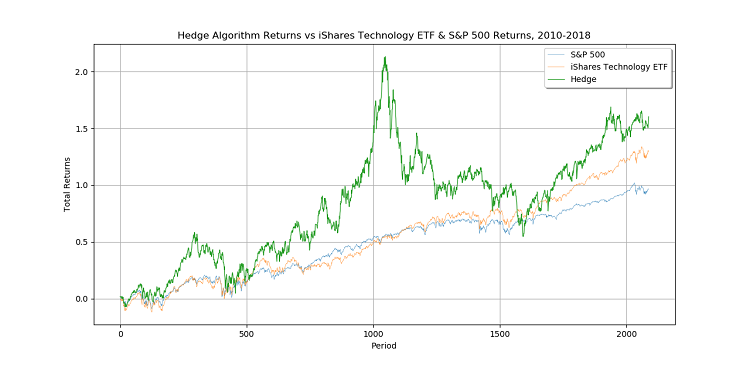 Hedge Algorithm Returns vs iShares Technology ETF & S&P 500 Returns, 2010-2018
S&P 500
iShares Technology ETF
Hedge
2.0
1.5
1.0
0.5
0.0
Total Returns
0 500 1000 1500 2000
Period